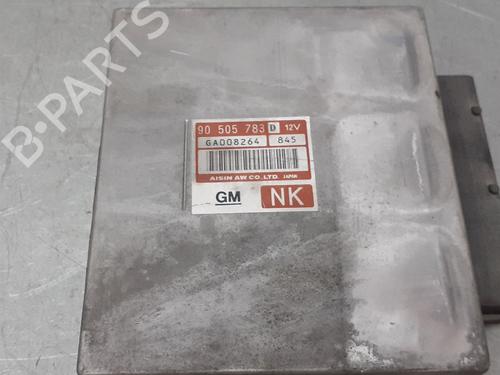 90 505 783 D 12V
GA008264 845
AISIN AW CO.,LTD. JAPAN
GM NK
B-PARTS